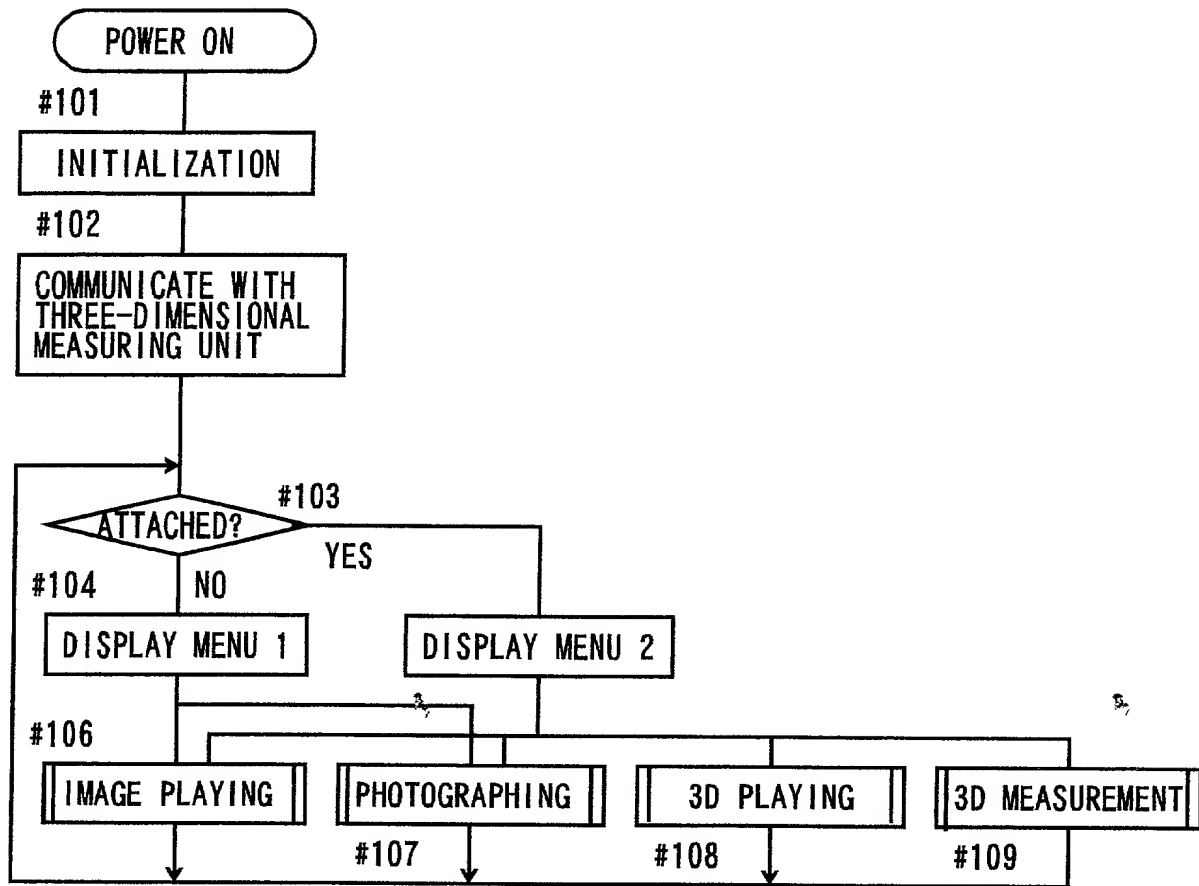 POWER ON
#101
INITIALIZATION
#102
COMMUNICATE WITH
THREE-DIMENSIONAL
MEASURING UNIT
#103
ATTACHED?
YES
#104
NO
DISPLAY MENU 1
DISPLAY MENU 2
#106
IMAGE PLAYING
PHOTOGRAPHING
3D PLAYING
3D MEASUREMENT
#107
#108
#109